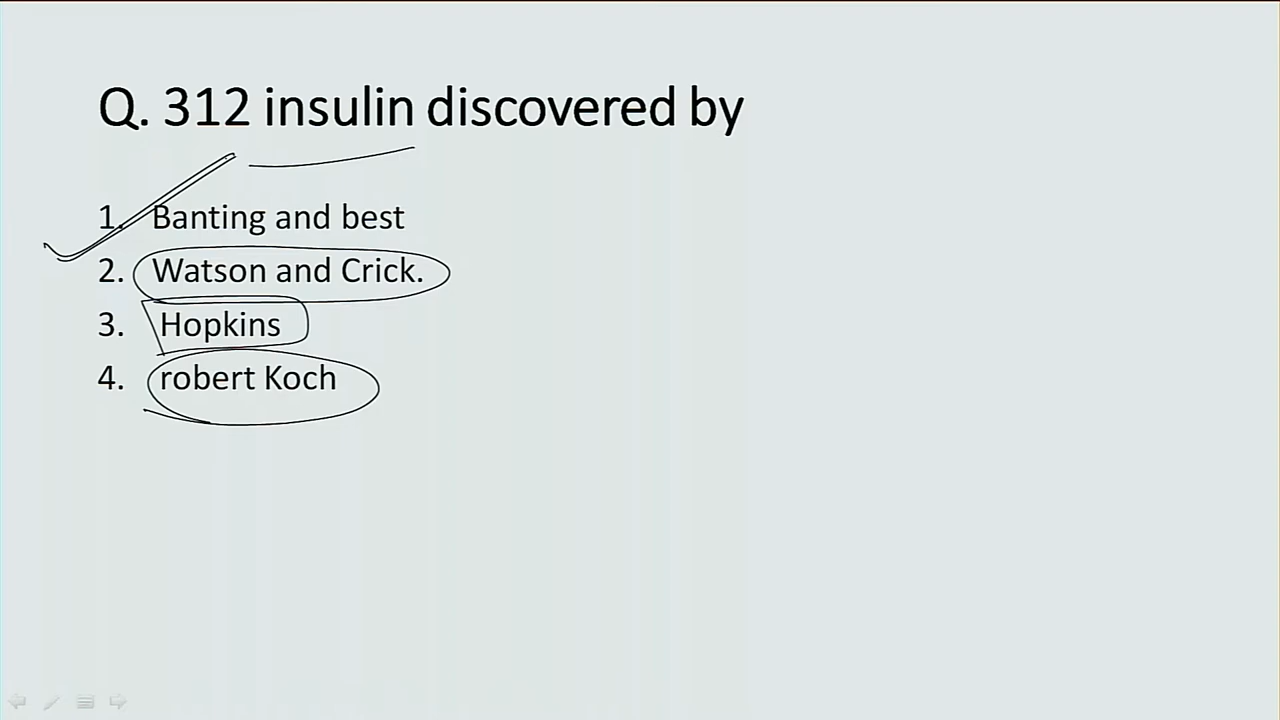 Q. 312 insulin discovered by
1. Banting and best
2. Watson and Crick.
3. Hopkins
4. robert Koch